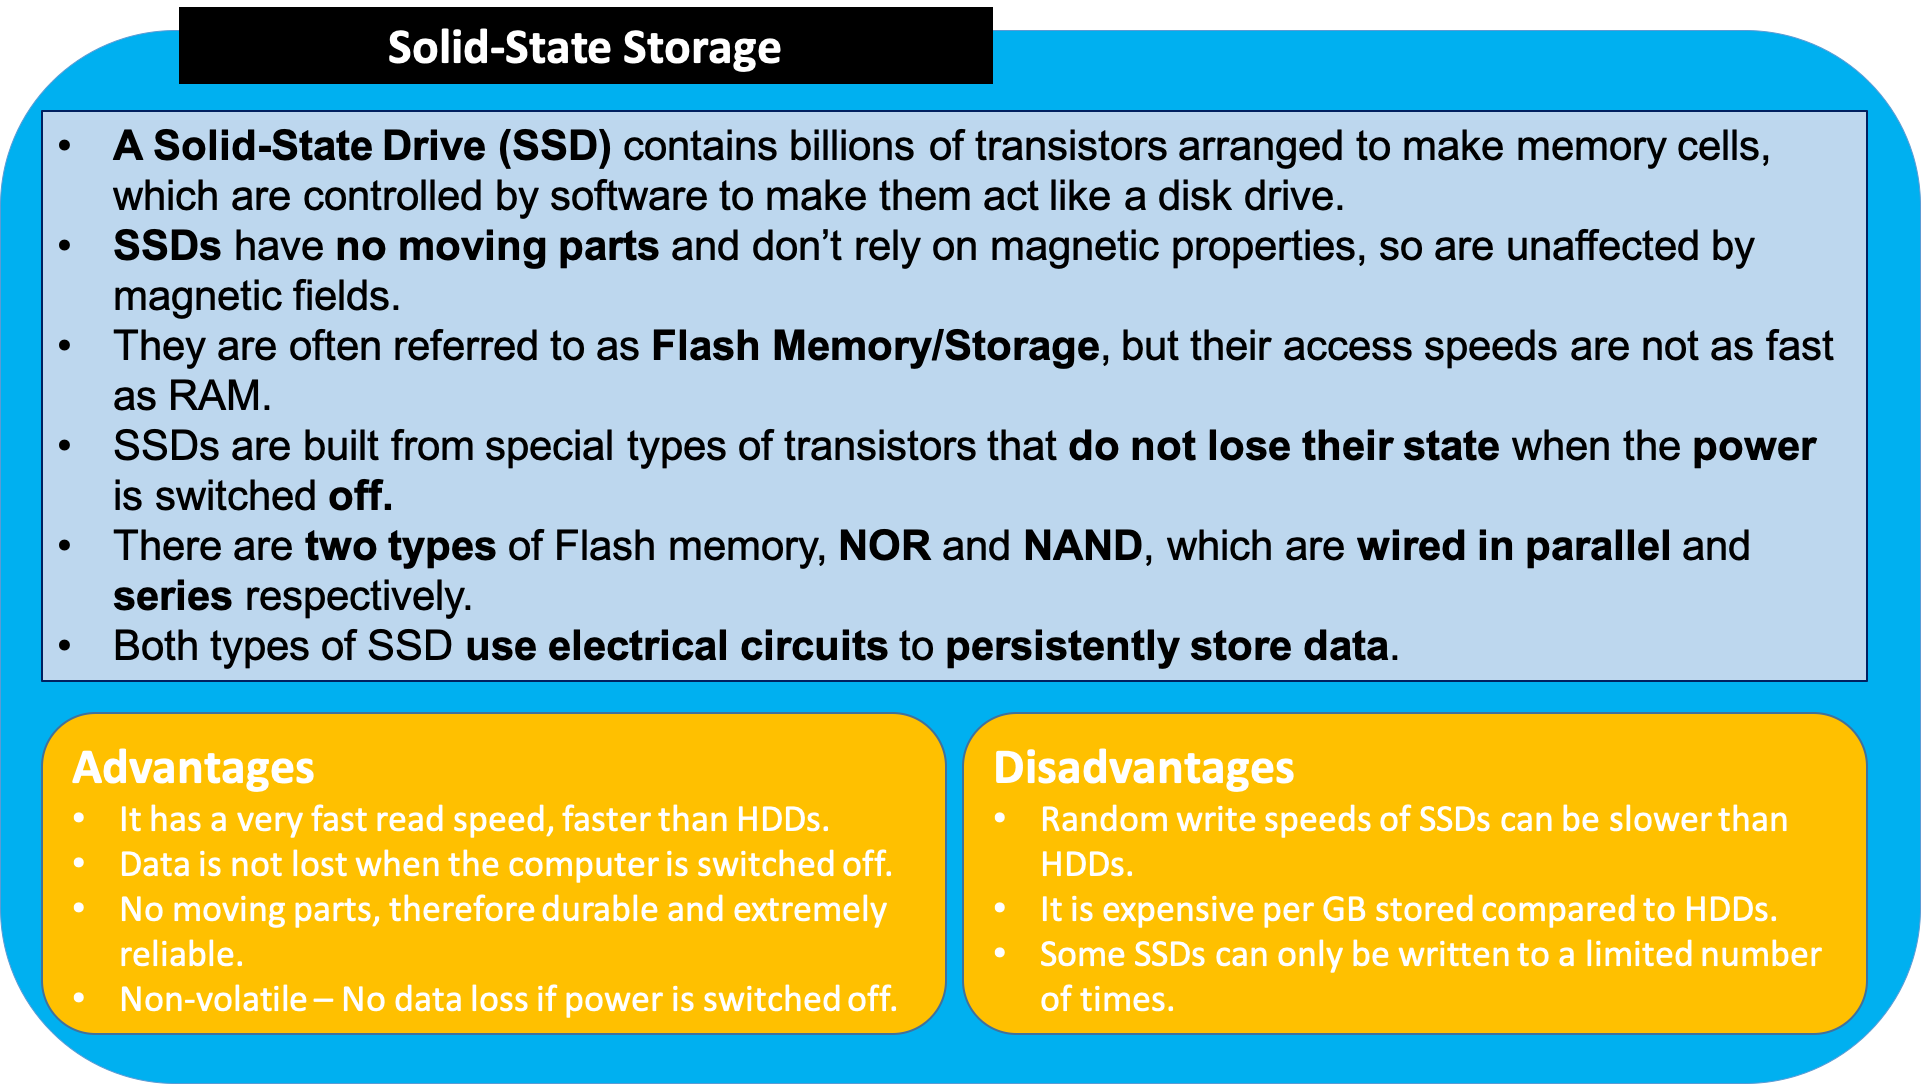 Solid-State Storage
• A Solid-State Drive (SSD) contains billions of transistors arranged to make memory cells,
which are controlled by software to make them act like a disk drive.
• SSDs have no moving parts and don’t rely on magnetic properties, so are unaffected by
magnetic fields.
• They are often referred to as Flash Memory/Storage, but their access speeds are not as fast
as RAM.
• SSDs are built from special types of transistors that do not lose their state when the power
is switched off.
• There are two types of Flash memory, NOR and NAND, which are wired in parallel and
series respectively.
• Both types of SSD use electrical circuits to persistently store data.
Advantages
• It has a very fast read speed, faster than HDDs.
• Data is not lost when the computer is switched off.
• No moving parts, therefore durable and extremely
reliable.
• Non-volatile – No data loss if power is switched off.
Disadvantages
• Random write speeds of SSDs can be slower than
HDDs.
• It is expensive per GB stored compared to HDDs.
• Some SSDs can only be written to a limited number
of times.